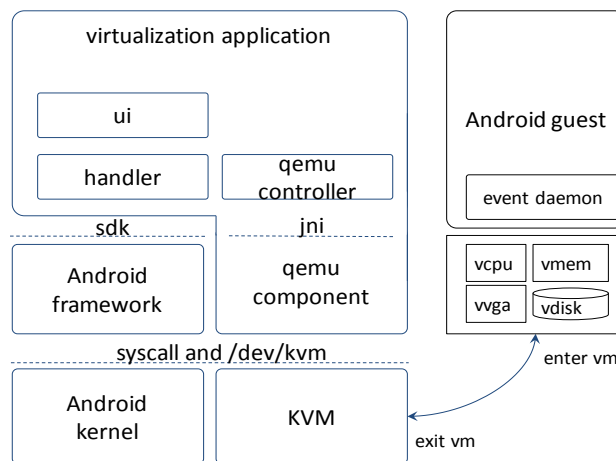 virtualization application
ui
handler
qemu
controller
sdk
jni
Android
framework
qemu
component
syscall and /dev/kvm
Android
kernel
KVM
exit vm
Android guest
event daemon
vcpu
vmem
vvga
vdisk
enter vm